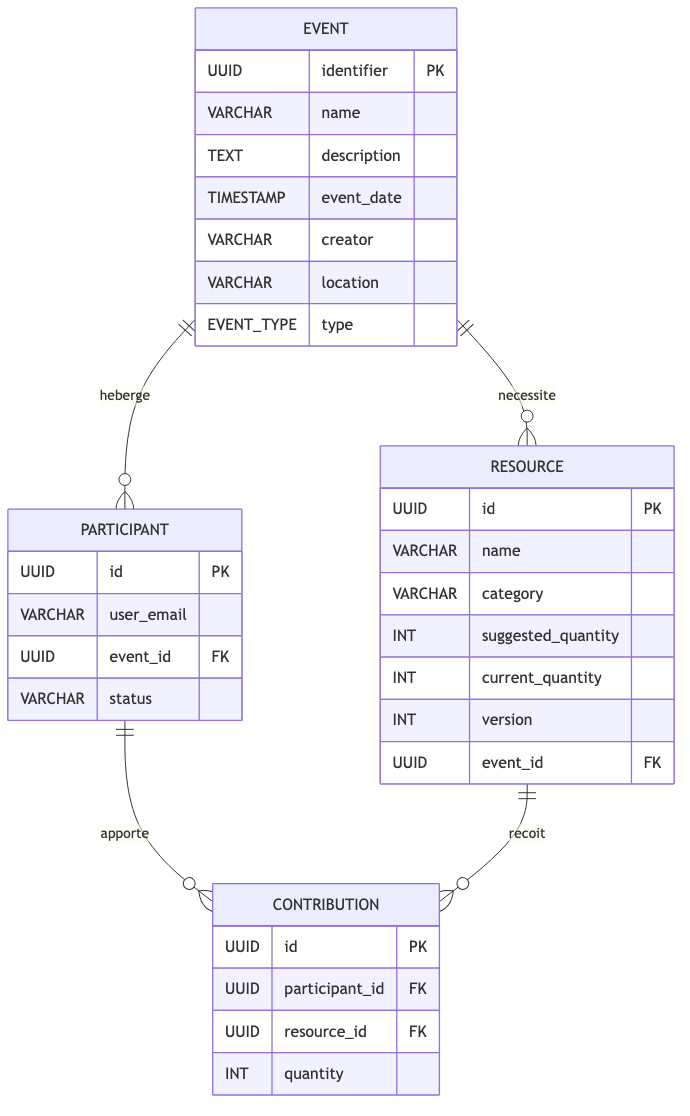 EVENT
UUID identifier PK
VARCHAR name
TEXT description
TIMESTAMP event_date
VARCHAR creator
VARCHAR location
EVENT_TYPE type
heberge
necessite
PARTICIPANT
UUID id PK
VARCHAR user_email
UUID event_id FK
VARCHAR status
RESOURCE
UUID id PK
VARCHAR name
VARCHAR category
INT suggested_quantity
INT current_quantity
INT version
UUID event_id FK
apporte
recoit
CONTRIBUTION
UUID id PK
UUID participant_id FK
UUID resource_id FK
INT quantity